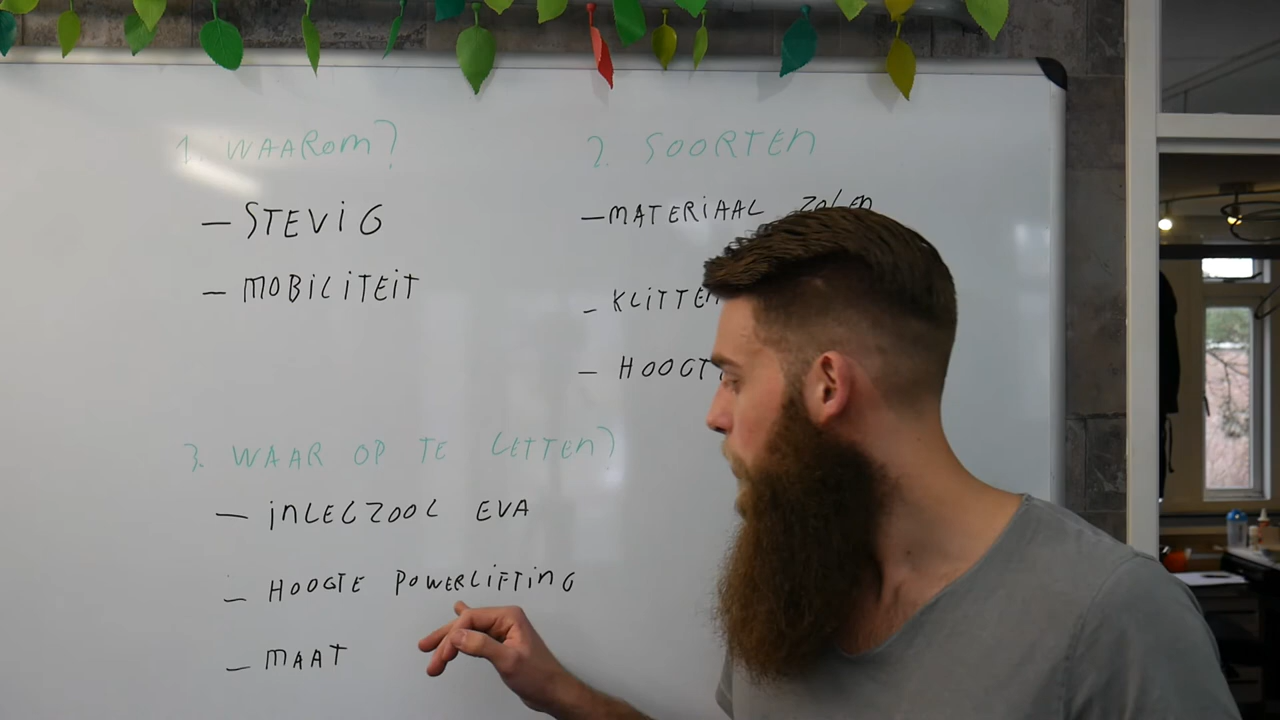 1. WAAROM?
- STEVIG
- MOBILITEIT
2. SOORTEN
- MATERIAAL ZOLEN
- KLITTEN
- HOOGT
3. WAAR OP TE LETTEN?
- INLEGZOOL EVA
- HOOGTE POWERLIFTING
- MAAT